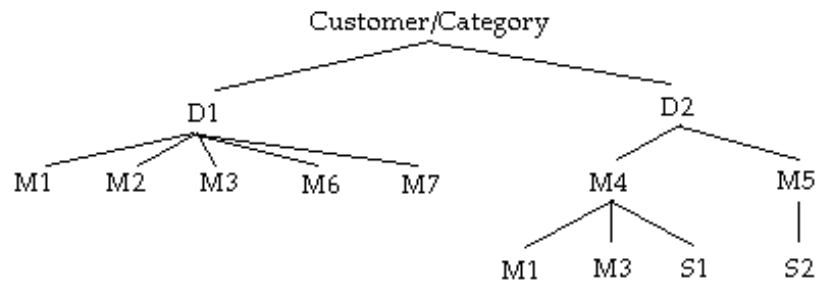 Customer/Category
D1 D2
M1 M2 M3 M6 M7 M4 M5
M1 M3 S1 S2